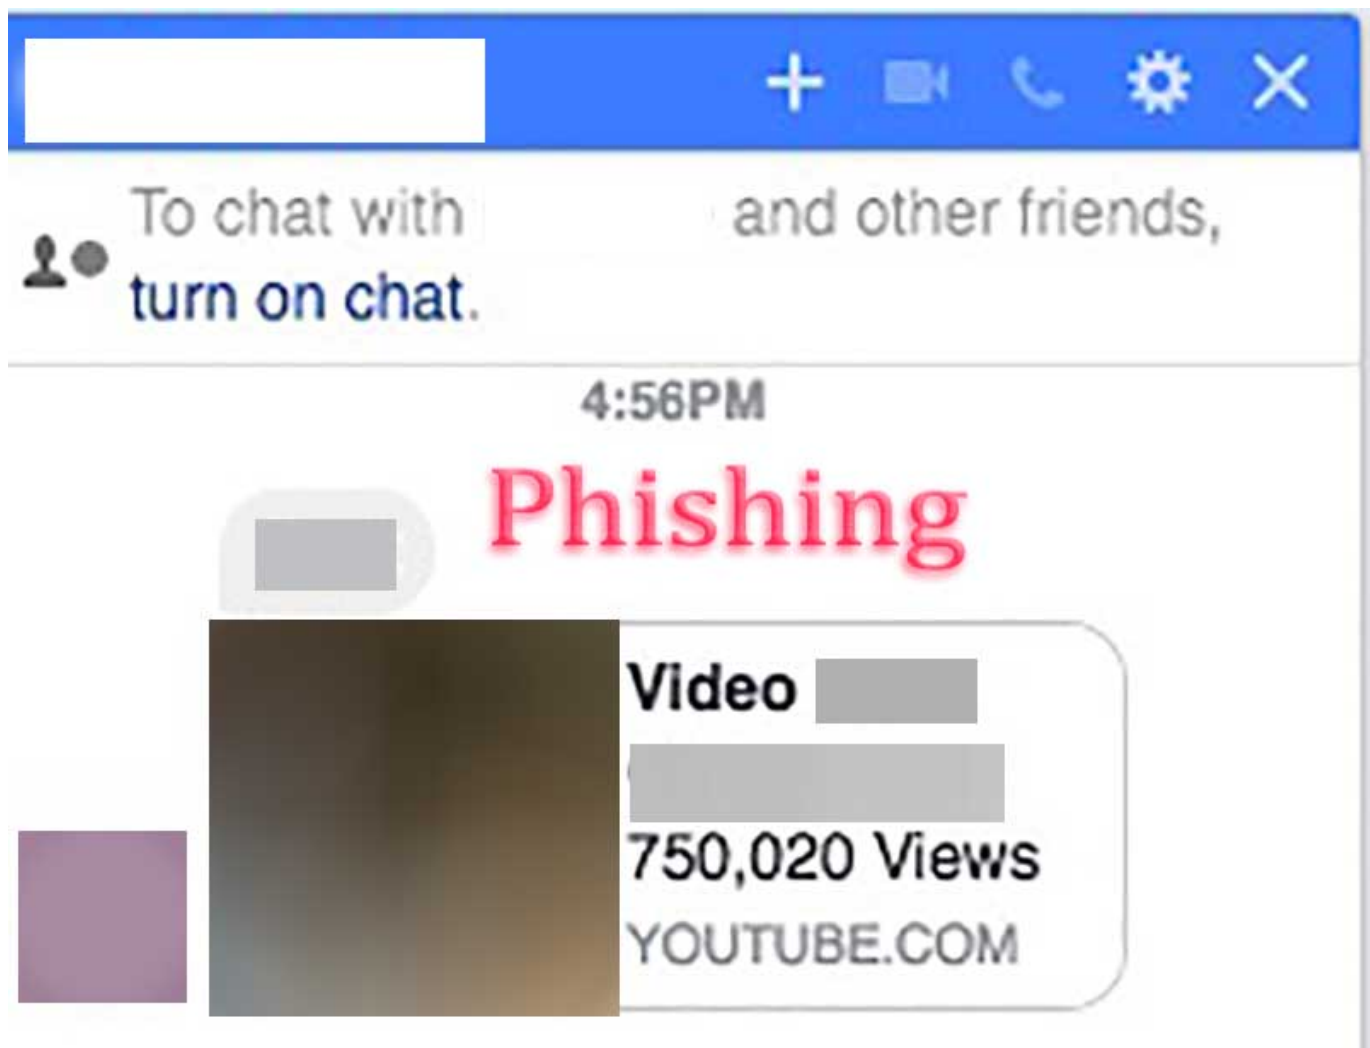 To chat with and other friends,
turn on chat.
4:56PM
Phishing
Video
750,020 Views
YOUTUBE.COM